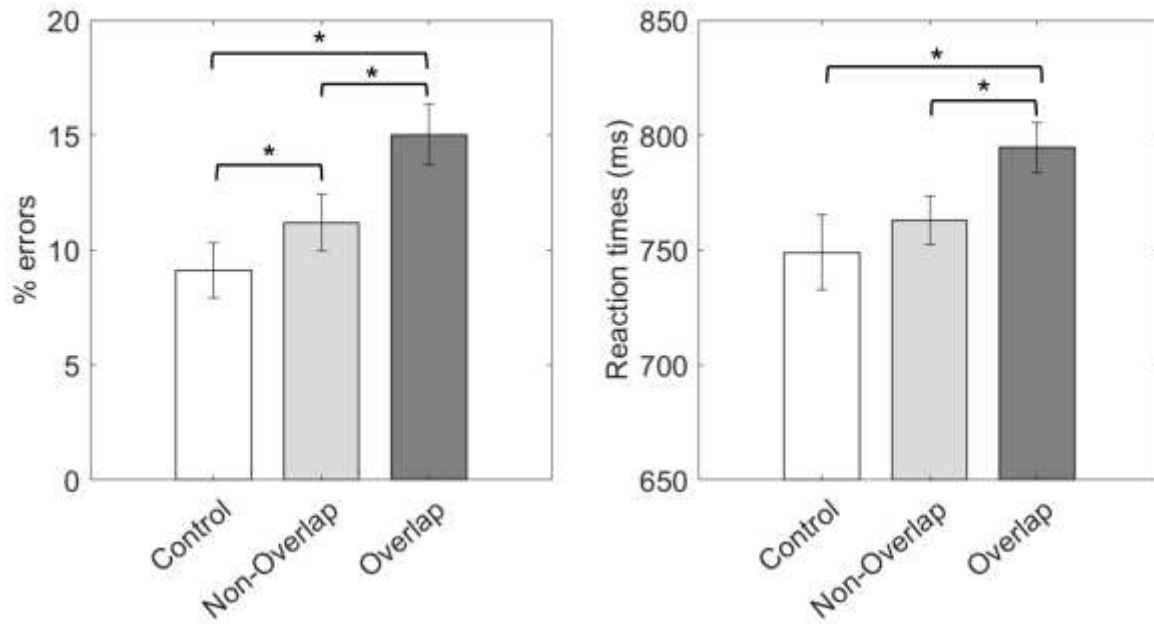 % errors
20
15
10
5
0
*
*
*
Control
Non-Overlap
Overlap
Reaction times (ms)
850
800
750
700
650
*
*
Control
Non-Overlap
Overlap